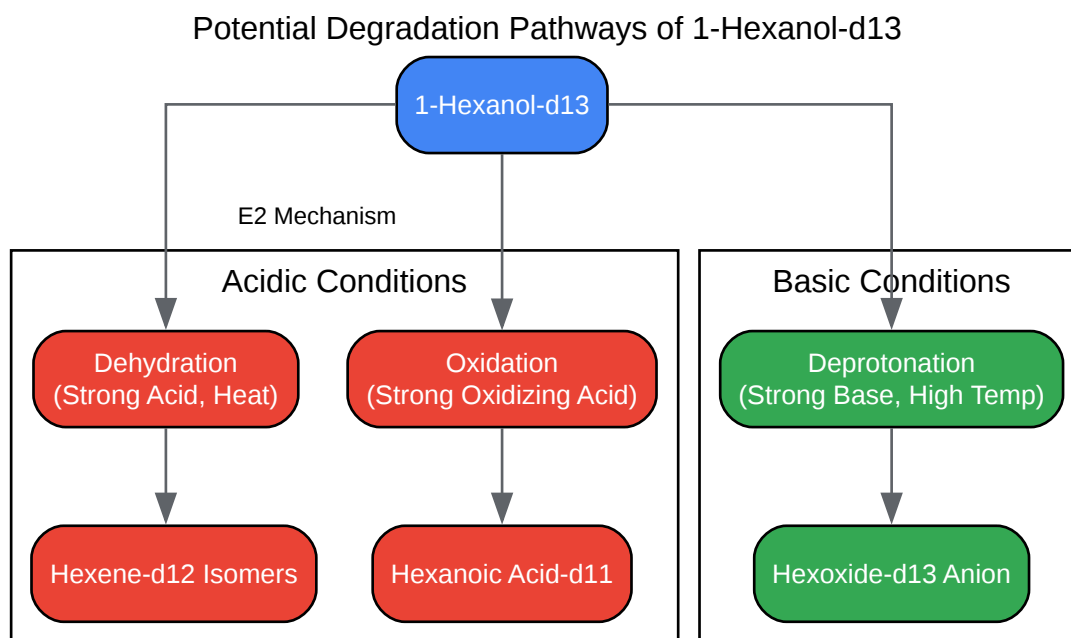 Potential Degradation Pathways of 1-Hexanol-d13
1-Hexanol-d13
E2 Mechanism
Acidic Conditions
Basic Conditions
Dehydration
(Strong Acid, Heat)
Oxidation
(Strong Oxidizing Acid)
Deprotonation
(Strong Base, High Temp)
Hexene-d12 Isomers
Hexanoic Acid-d11
Hexoxide-d13 Anion